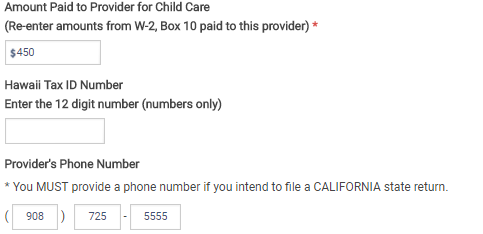 Amount Paid to Provider for Child Care
(Re-enter amounts from W-2, Box 10 paid to this provider) *
$450
Hawaii Tax ID Number
Enter the 12 digit number (numbers only)
Provider's Phone Number
* You MUST provide a phone number if you intend to file a CALIFORNIA state return.
( 908 ) 725 - 5555